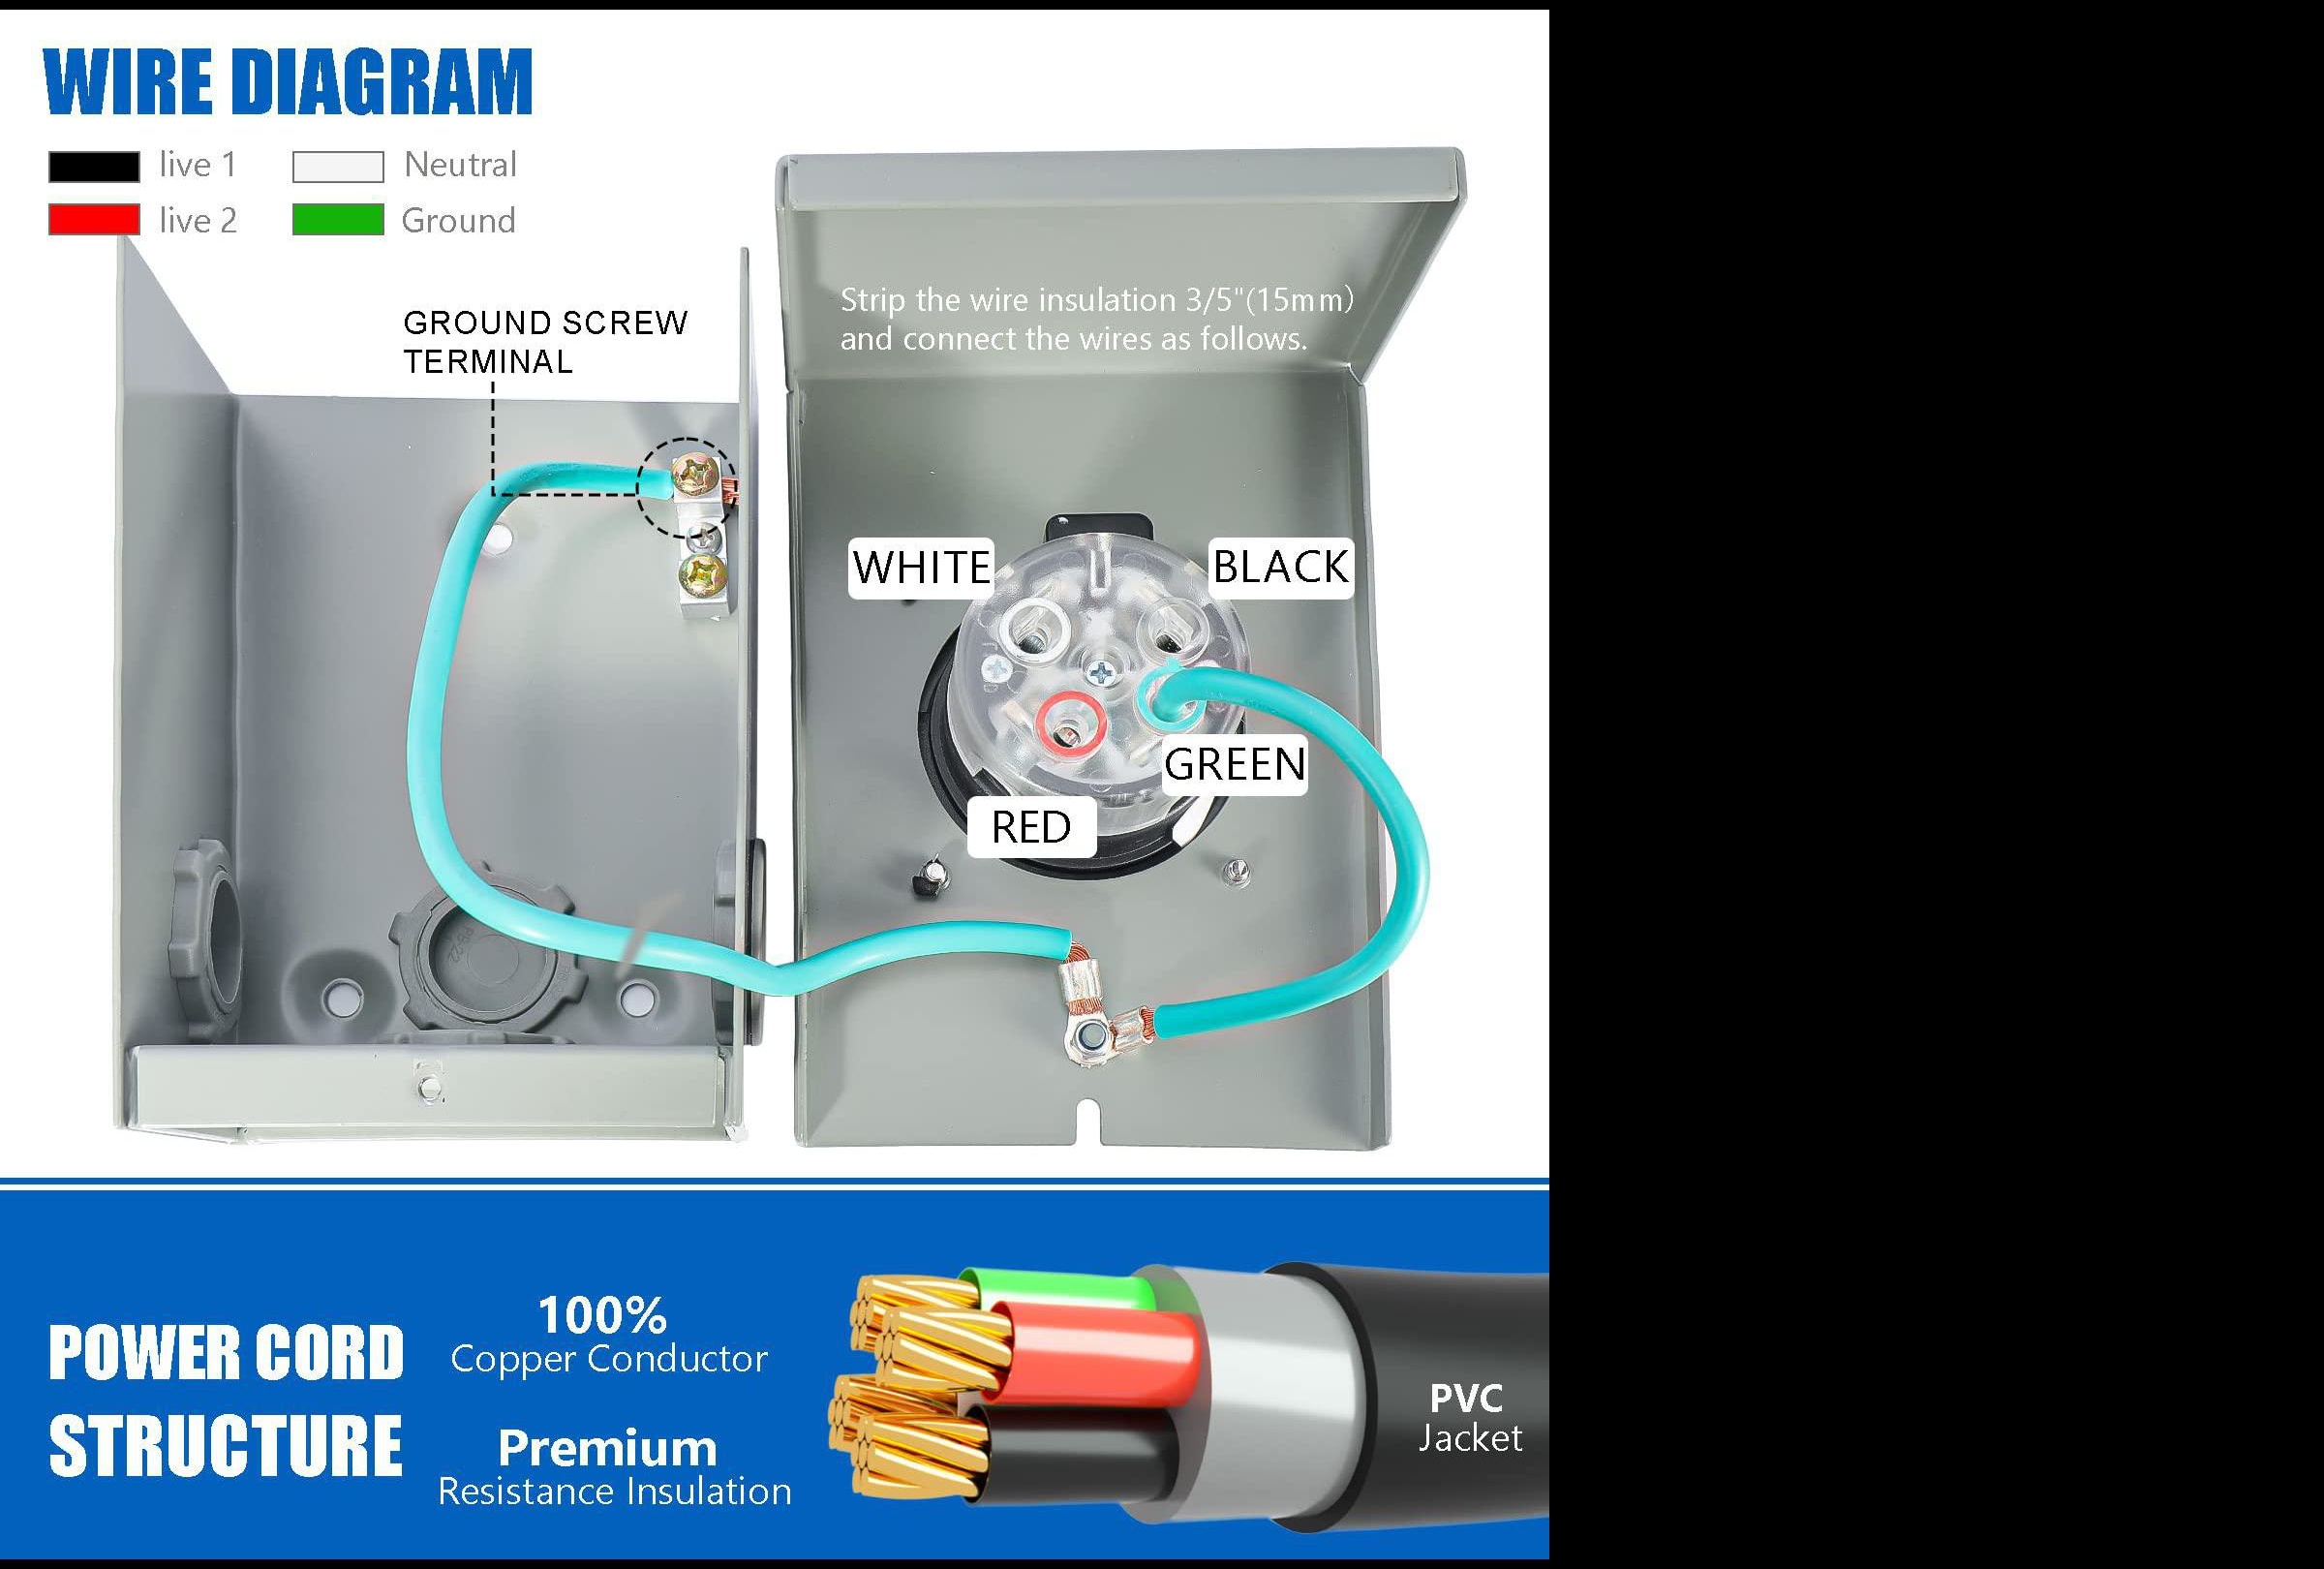 WIRE DIAGRAM
live 1
Neutral
live 2
Ground
GROUND SCREW
TERMINAL
Strip the wire insulation 3/5"(15mm)
and connect the wires as follows.
WHITE
BLACK
GREEN
RED
POWER CORD
STRUCTURE
100%
Copper Conductor
Premium
Resistance Insulation
PVC
Jacket